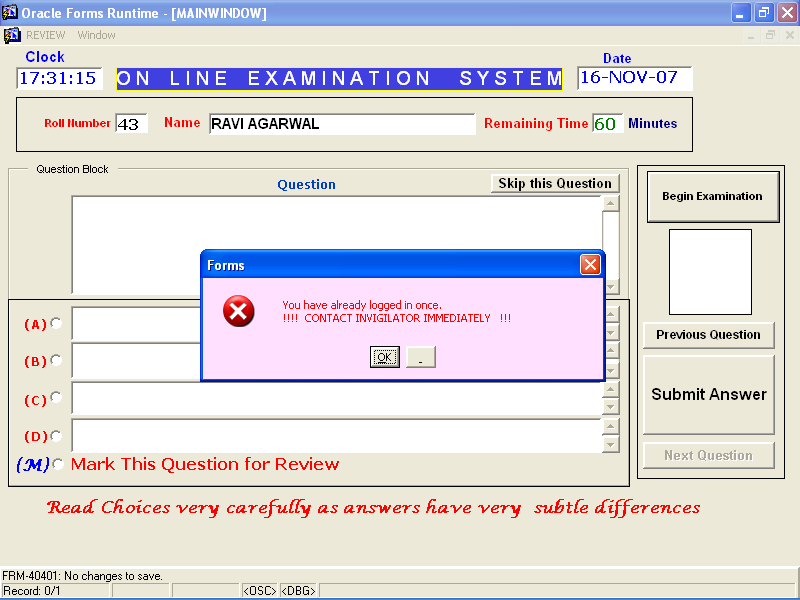 Oracle Forms Runtime - [MAINWINDOW]
REVIEW Window
Clock
Date
17:31:15
ON LINE EXAMINATION SYSTEM
16-NOV-07
Roll Number 43 Name RAVI AGARWAL Remaining Time 60 Minutes
Question Block
Question
Skip this Question
Begin Examination
Forms
You have already logged in once.
!!!! CONTACT INVIGILATOR IMMEDIATELY !!!
OK
.
(A)
(B)
(C)
(D)
(M) Mark This Question for Review
Previous Question
Submit Answer
Next Question
Read Choices very carefully as answers have very subtle differences
FRM-40401: No changes to save.
Record: 0/1 <OSC> <DBG>